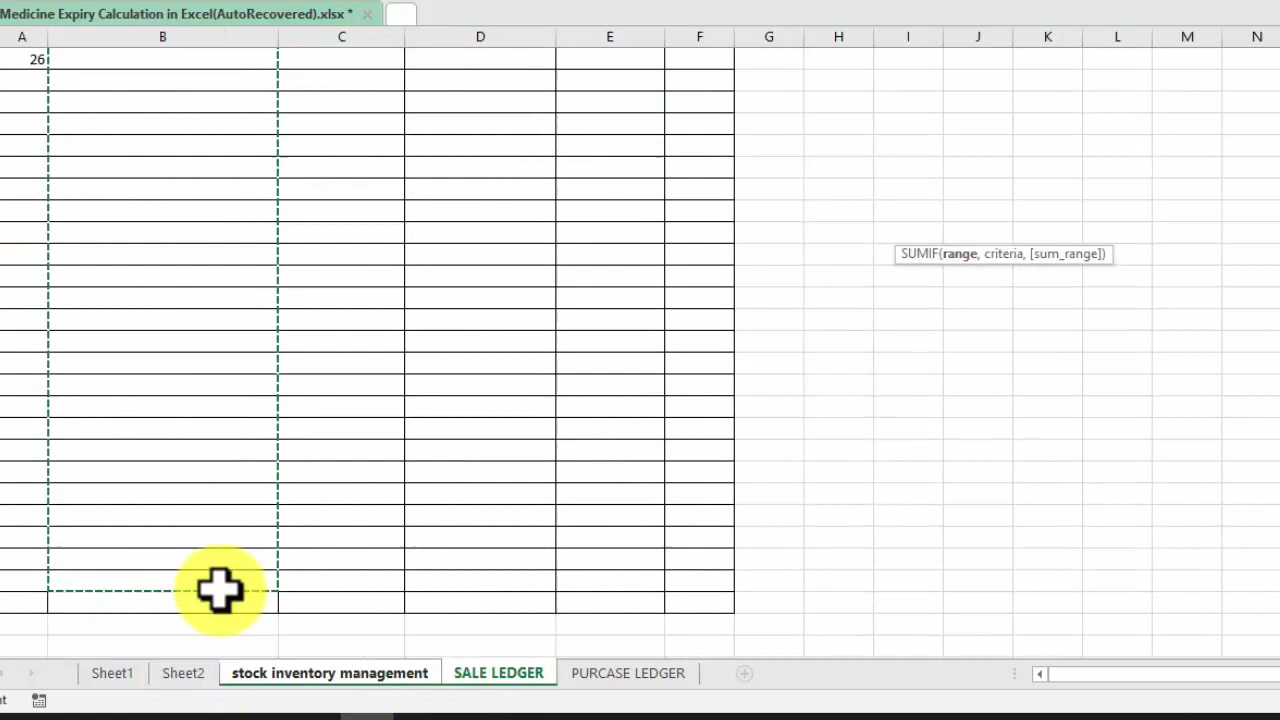 Medicine Expiry Calculation in Excel(AutoRecovered).xlsx *
A B C D E F G H I J K L M N
26
SUMIF(range, criteria, [sum_range])
Sheet1 Sheet2 stock inventory management SALE LEDGER PURCASE LEDGER